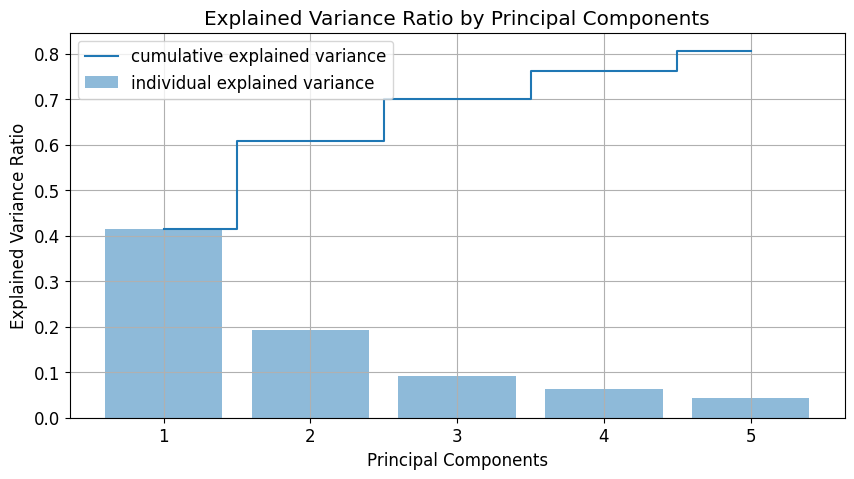 Explained Variance Ratio by Principal Components
cumulative explained variance
individual explained variance
Explained Variance Ratio
0.8
0.7
0.6
0.5
0.4
0.3
0.2
0.1
0.0
1 2 3 4 5
Principal Components